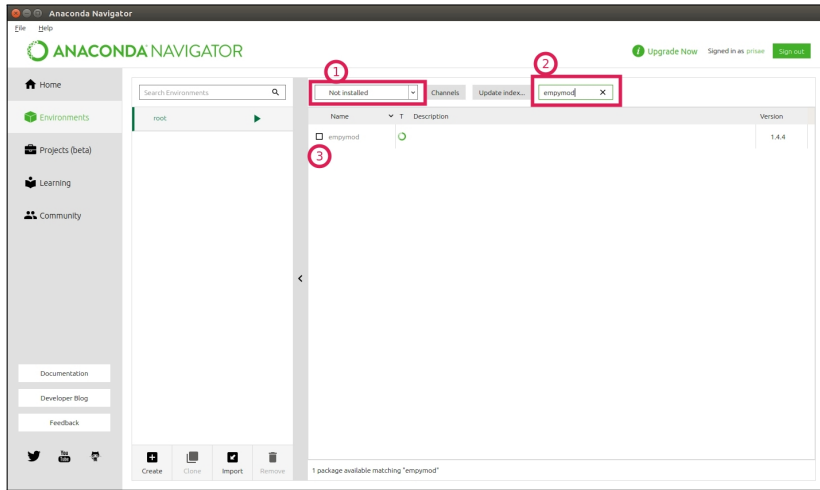 Anaconda Navigator
File Help
ANACONDA NAVIGATOR
Upgrade Now Signed in as prisae Sign out
1
2
Home
Environments
Projects (beta)
Learning
Community
Documentation
Developer Blog
Feedback
You Tube
Search Environments
root
Create Clone Import Remove
Not installed Channels Update index... empymod X
Name T Description Version
empymod 1.4.4
3
1 package available matching "empymod"